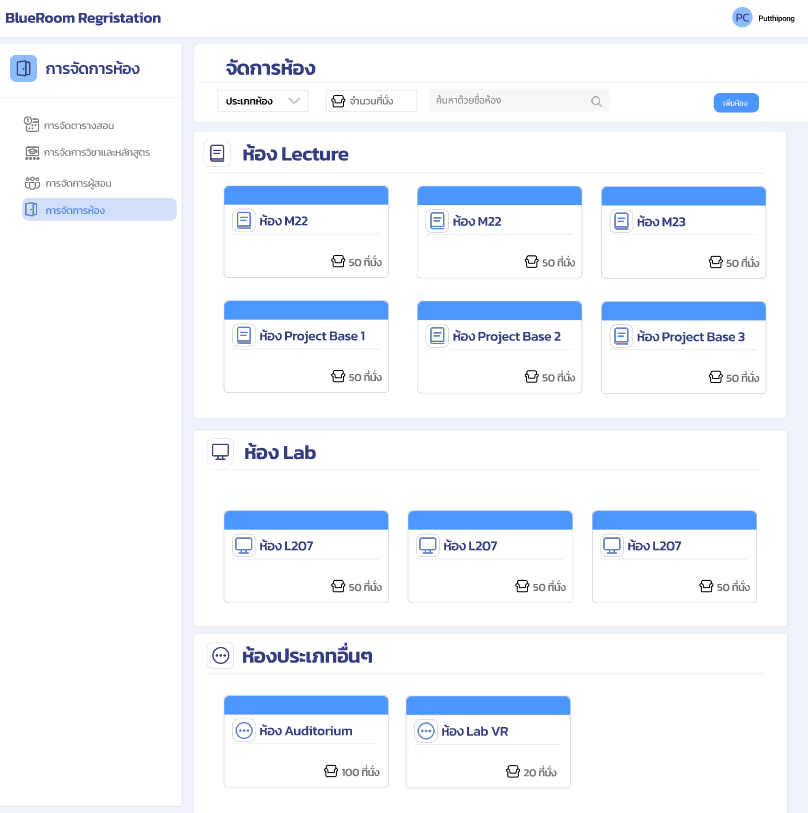 BlueRoom Regristation
PC Putthipong
การจัดการห้อง
การจัดตารางสอน
การจัดการวิชาและหลักสูตร
การจัดการผู้สอน
การจัดการห้อง
จัดการห้อง
ประเภทห้อง จำนวนที่นั่ง ค้นหาด้วยชื่อห้อง เพิ่มห้อง
ห้อง Lecture
ห้อง M22 ห้อง M22 ห้อง M23
50 ที่นั่ง 50 ที่นั่ง 50 ที่นั่ง
ห้อง Project Base 1 ห้อง Project Base 2 ห้อง Project Base 3
50 ที่นั่ง 50 ที่นั่ง 50 ที่นั่ง
ห้อง Lab
ห้อง L207 ห้อง L207 ห้อง L207
50 ที่นั่ง 50 ที่นั่ง 50 ที่นั่ง
ห้องประเภทอื่นๆ
ห้อง Auditorium ห้อง Lab VR
100 ที่นั่ง 20 ที่นั่ง